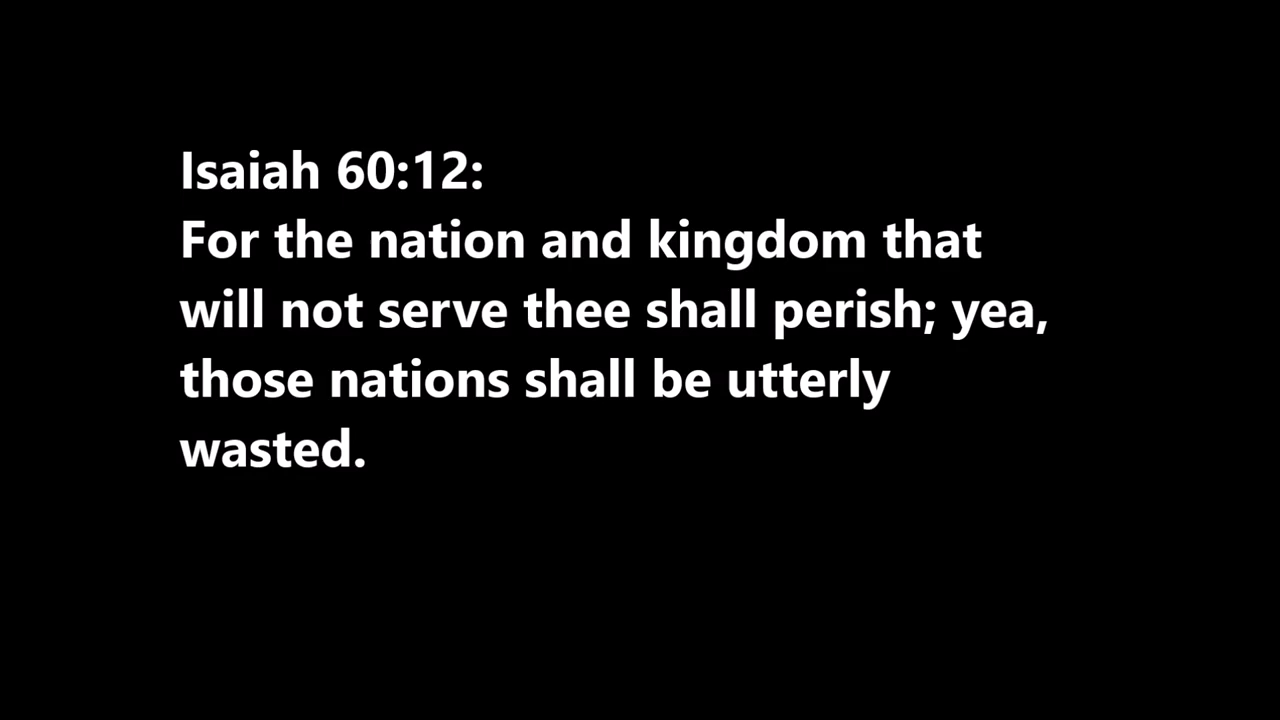 Isaiah 60:12:
For the nation and kingdom that
will not serve thee shall perish; yea,
those nations shall be utterly
wasted.